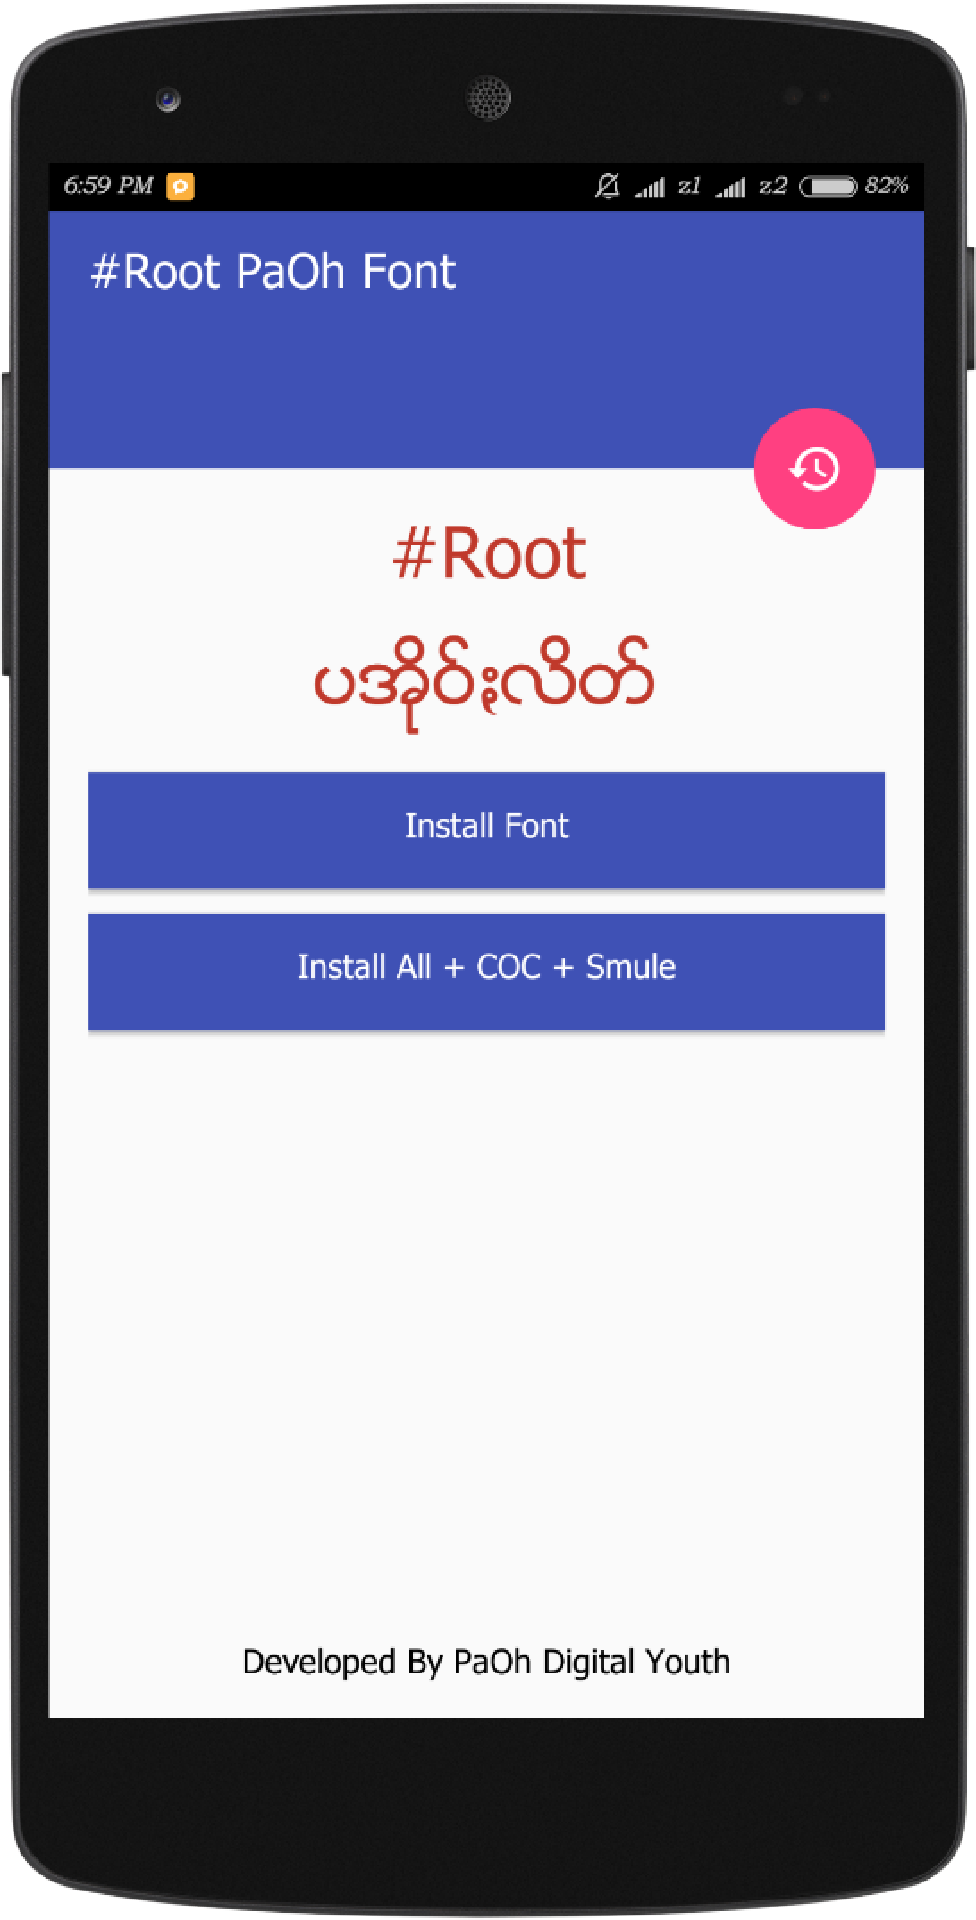 6:59 PM z1 z2 82%
#Root PaOh Font
#Root
ပအိုဝ်ႏလိတ်
Install Font
Install All + COC + Smule
Developed By PaOh Digital Youth